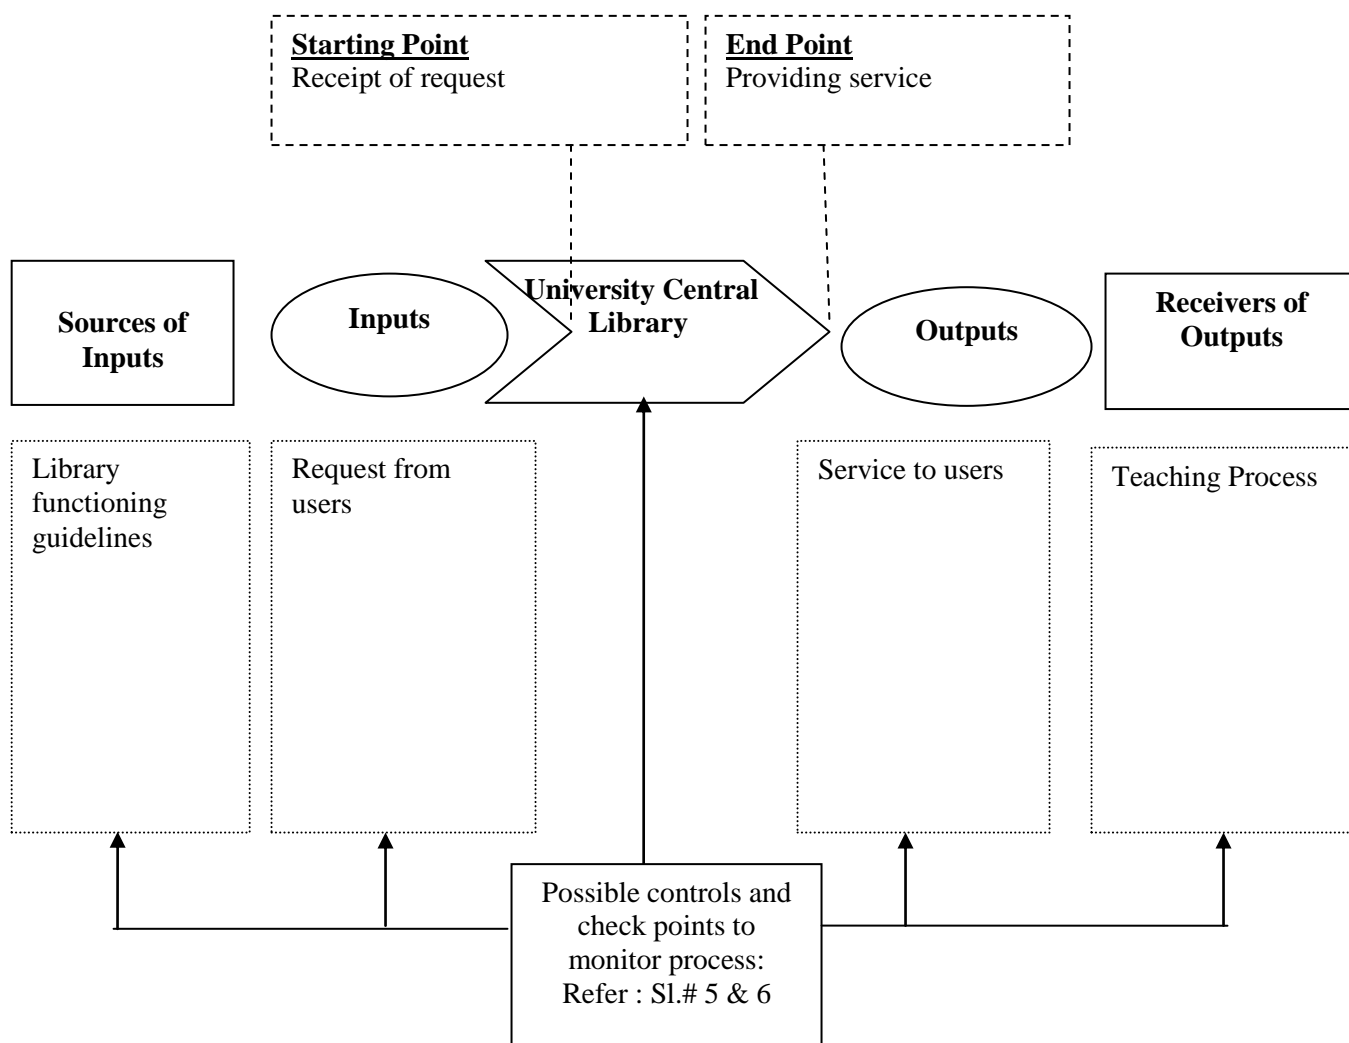 Starting Point
Receipt of request
End Point
Providing service
Sources of
Inputs
Inputs
University Central
Library
Outputs
Receivers of
Outputs
Library
functioning
guidelines
Request from
users
Service to users
Teaching Process
Possible controls and
check points to
monitor process:
Refer : Sl.# 5 & 6